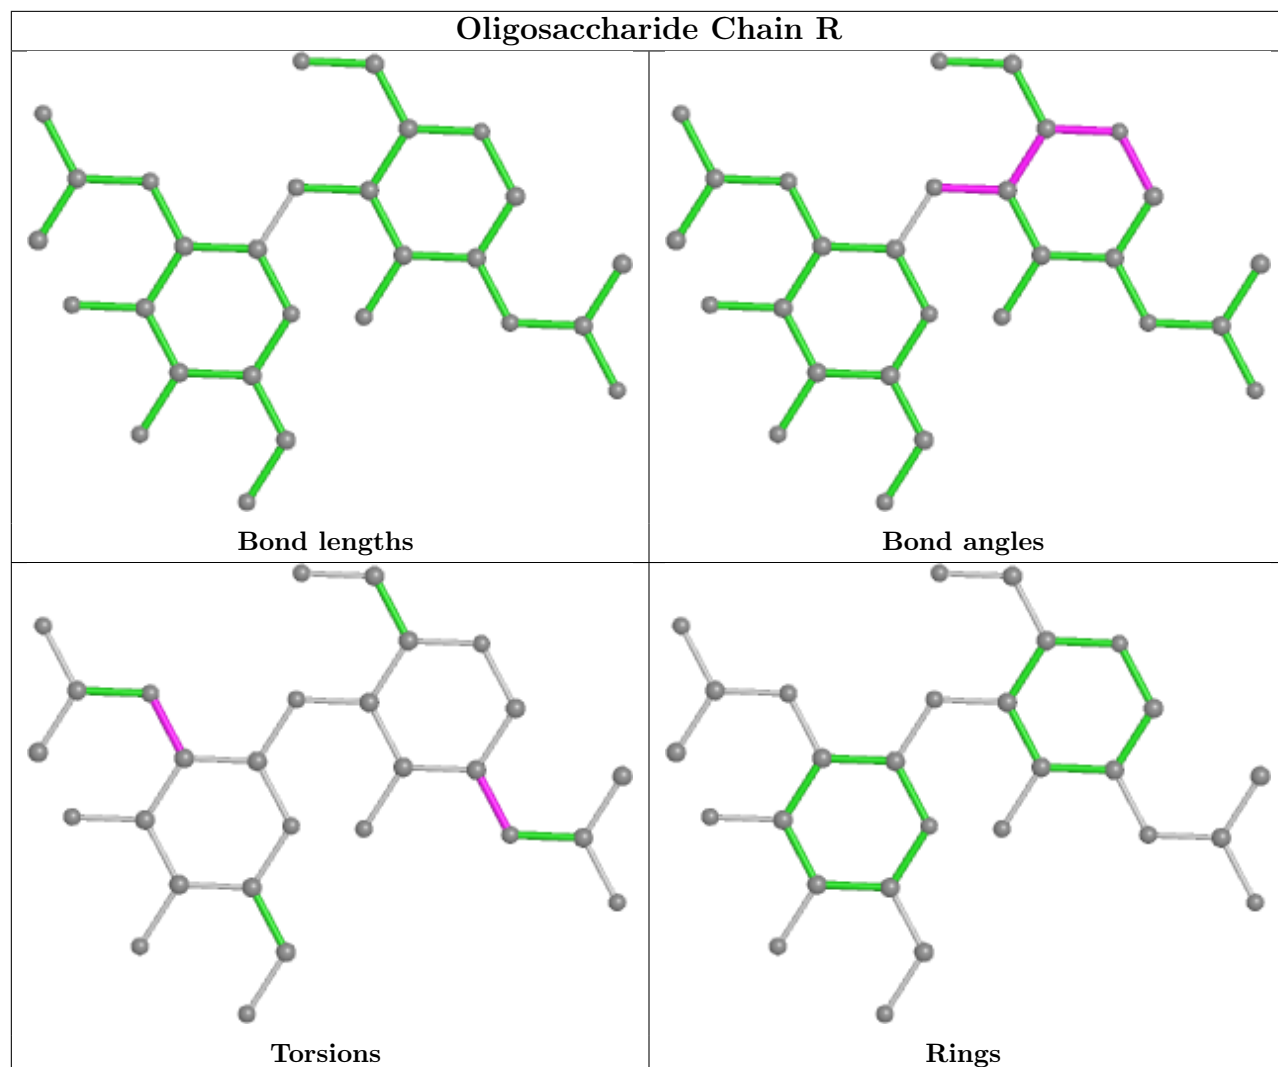 Oligosaccharide Chain R
Bond lengths
Bond angles
Torsions
Rings